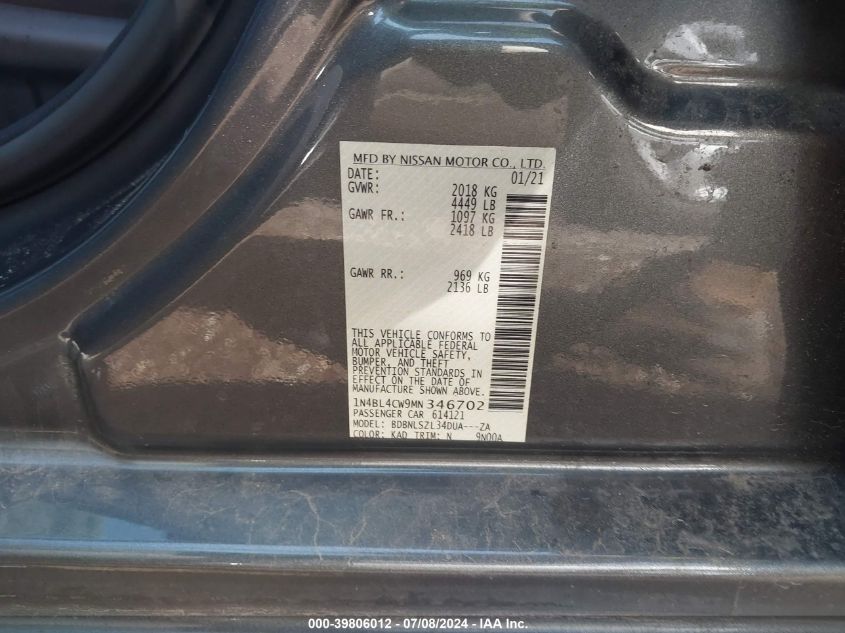 MFD BY NISSAN MOTOR CO., LTD.
DATE: 01/21
GVWR: 2018 KG
4449 LB
GAWR FR.: 1097 KG
2418 LB
GAWR RR.: 969 KG
2136 LB
THIS VEHICLE CONFORMS TO
ALL APPLICABLE FEDERAL
MOTOR VEHICLE SAFETY,
BUMPER, AND THEFT
PREVENTION STANDARDS IN
EFFECT ON THE DATE OF
MANUFACTURE SHOWN ABOVE.
1N4BL4CW9MN 346702
PASSENGER CAR 614121
MODEL: BDBNLSZL34DUA---ZA
COLOR: KAD TRIM: N 9N00A
000-39806012 - 07/08/2024 - IAA Inc.